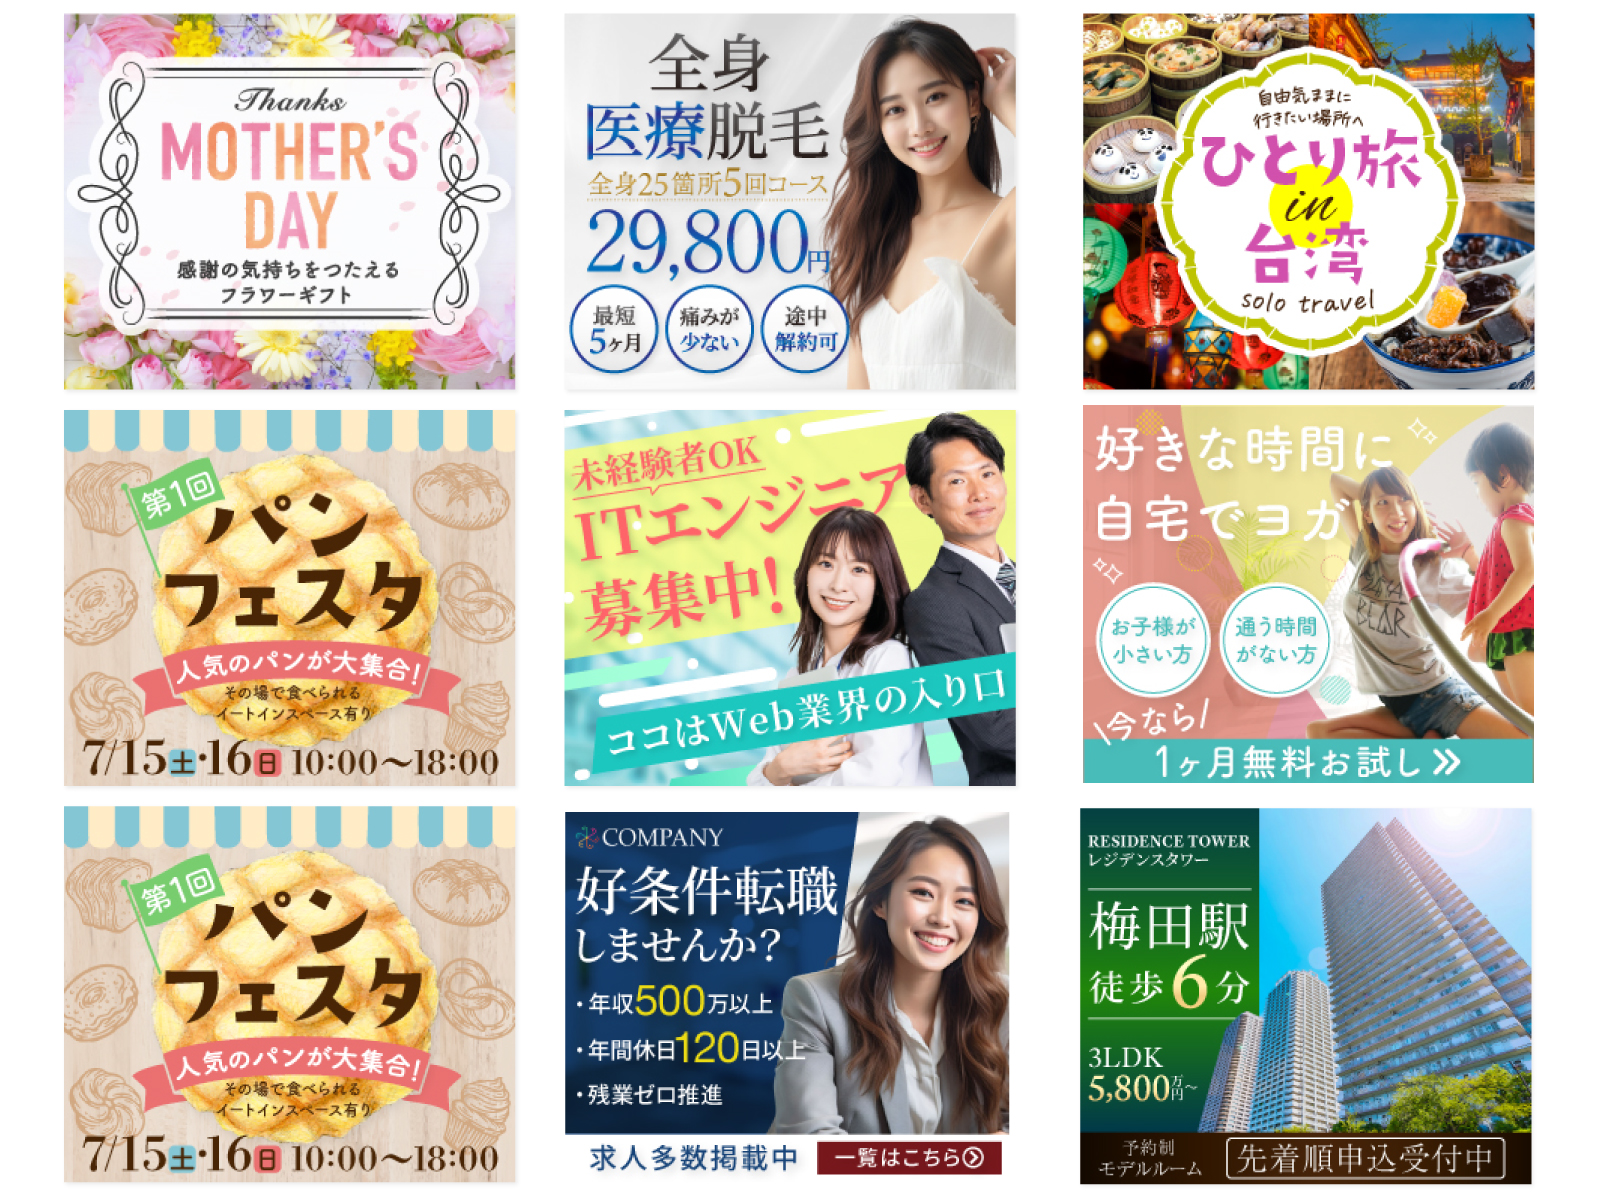 Thanks
MOTHER'S
DAY
感謝の気持ちをつたえる
フラワーギフト
全身
医療脱毛
全身25箇所5回コース
29,800円
最短
5ヶ月
痛みが
少ない
途中
解約可
自由気ままに
行きたい場所へ
ひとり旅
in
台湾
solo travel
第1回
パン
フェスタ
人気のパンが大集合!
その場で食べられる
イートインスペース有り
7/15土・16日 10:00〜18:00
未経験者OK
ITエンジニア
募集中!
ココはWeb業界の入り口
好きな時間に
自宅でヨガ
お子様が
小さい方
通う時間
がない方
\今なら/
1ヶ月無料お試し
BEAR
第1回
パン
フェスタ
人気のパンが大集合!
その場で食べられる
イートインスペース有り
7/15土・16日 10:00〜18:00
COMPANY
好条件転職
しませんか?
・年収500万以上
・年間休日120日以上
・残業ゼロ推進
求人多数掲載中
一覧はこちら
RESIDENCE TOWER
レジデンスタワー
梅田駅
徒歩6分
3LDK
5,800万円〜
予約制
モデルルーム
先着順申込受付中